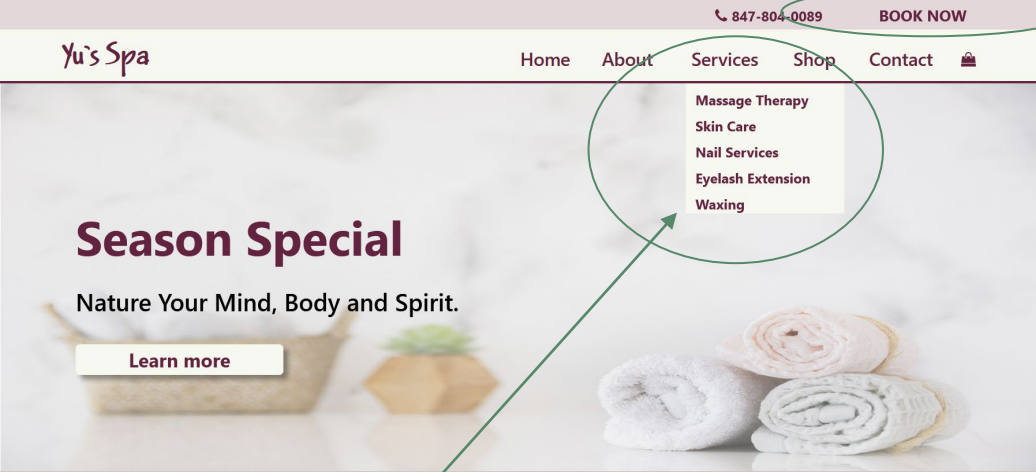 847-804-0089 BOOK NOW
Yu's Spa
Home About Services Shop Contact
Massage Therapy
Skin Care
Nail Services
Eyelash Extension
Waxing
Season Special
Nature Your Mind, Body and Spirit.
Learn more